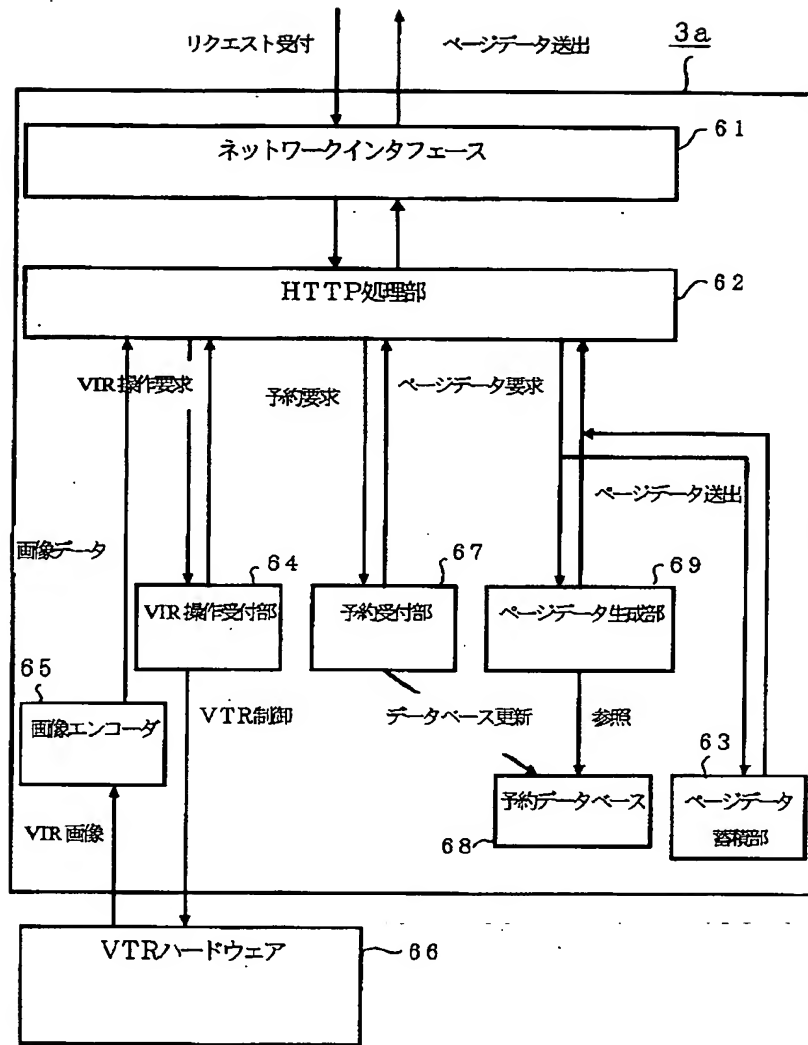 リクエスト受付
ページデータ送出
3a
ネットワークインタフェース
61
HTTP処理部
62
VTR操作要求
予約要求
ページデータ要求
ページデータ送出
画像データ
64
67
69
VTR操作受付部
予約受付部
ページデータ生成部
65
画像エンコーダ
VTR制御
データベース更新
参照
63
予約データベース
ページデータ
蓄積部
68
VTR画像
VTRハードウェア
66